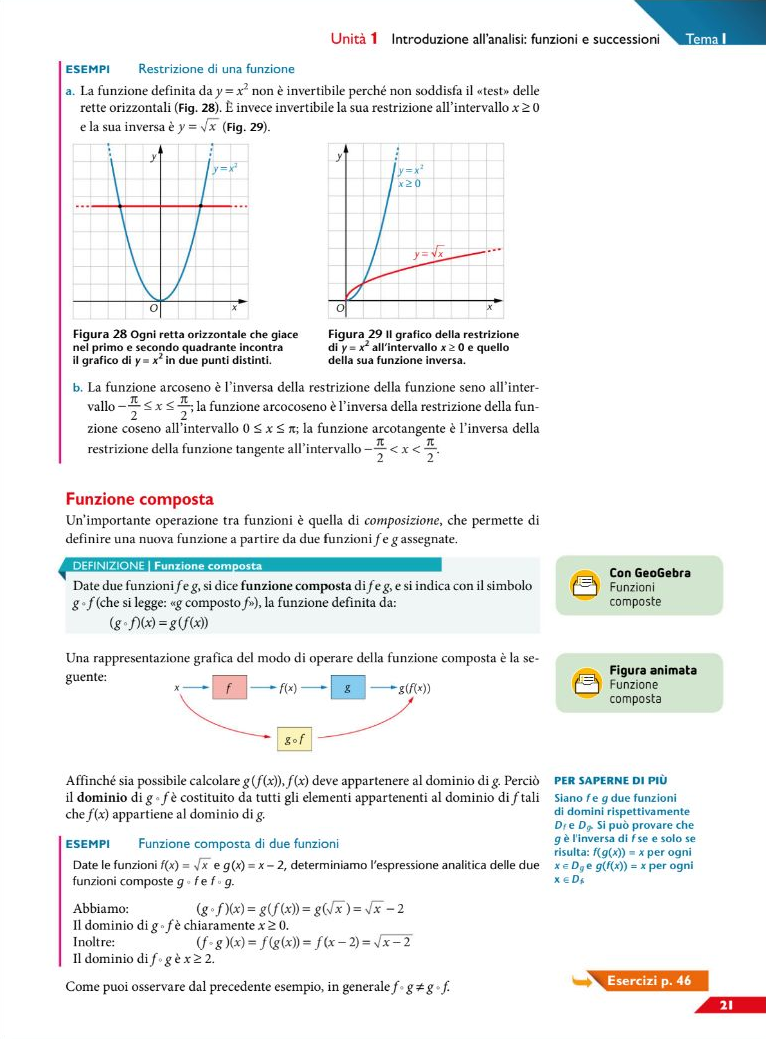 Unità 1 Introduzione all'analisi: funzioni e successioni Tema I
ESEMPI Restrizione di una funzione
a. La funzione definita da y = x² non è invertibile perché non soddisfa il «test» delle
rette orizzontali (Fig. 28). È invece invertibile la sua restrizione all'intervallo x ≥ 0
e la sua inversa è y = √x (Fig. 29).
y
y = x²
O
x
y
y = x²
x ≥ 0
y = √x
O
x
Figura 28 Ogni retta orizzontale che giace
nel primo e secondo quadrante incontra
il grafico di y = x² in due punti distinti.
Figura 29 Il grafico della restrizione
di y = x² all'intervallo x ≥ 0 e quello
della sua funzione inversa.
b. La funzione arcoseno è l'inversa della restrizione della funzione seno all'inter-
vallo −π/2 ≤ x ≤ π/2; la funzione arcocoseno è l'inversa della restrizione della fun-
zione coseno all'intervallo 0 ≤ x ≤ π; la funzione arcotangente è l'inversa della
restrizione della funzione tangente all'intervallo −π/2 < x < π/2.
Funzione composta
Un'importante operazione tra funzioni è quella di composizione, che permette di
definire una nuova funzione a partire da due funzioni f e g assegnate.
DEFINIZIONE | Funzione composta
Date due funzioni f e g, si dice funzione composta di f e g, e si indica con il simbolo
g ∘ f (che si legge: «g composto f»), la funzione definita da:
(g ∘ f)(x) = g(f(x))
Con GeoGebra
Funzioni
composte
Una rappresentazione grafica del modo di operare della funzione composta è la se-
guente:
x f f(x) g g(f(x))
g ∘ f
Figura animata
Funzione
composta
Affinché sia possibile calcolare g(f(x)), f(x) deve appartenere al dominio di g. Perciò
il dominio di g ∘ f è costituito da tutti gli elementi appartenenti al dominio di f tali
che f(x) appartiene al dominio di g.
PER SAPERNE DI PIÙ
Siano f e g due funzioni
di domini rispettivamente
Df e Dg. Si può provare che
g è l'inversa di f se e solo se
risulta: f(g(x)) = x per ogni
x ∈ Dg e g(f(x)) = x per ogni
x ∈ Df.
ESEMPIO Funzione composta di due funzioni
Date le funzioni f(x) = √x e g(x) = x − 2, determiniamo l'espressione analitica delle due
funzioni composte g ∘ f e f ∘ g.
Abbiamo: (g ∘ f)(x) = g(f(x)) = g(√x) = √x − 2
Il dominio di g ∘ f è chiaramente x ≥ 0.
Inoltre: (f ∘ g)(x) = f(g(x)) = f(x − 2) = √(x − 2)
Il dominio di f ∘ g è x ≥ 2.
Come puoi osservare dal precedente esempio, in generale f ∘ g ≠ g ∘ f.
Esercizi p. 46
21